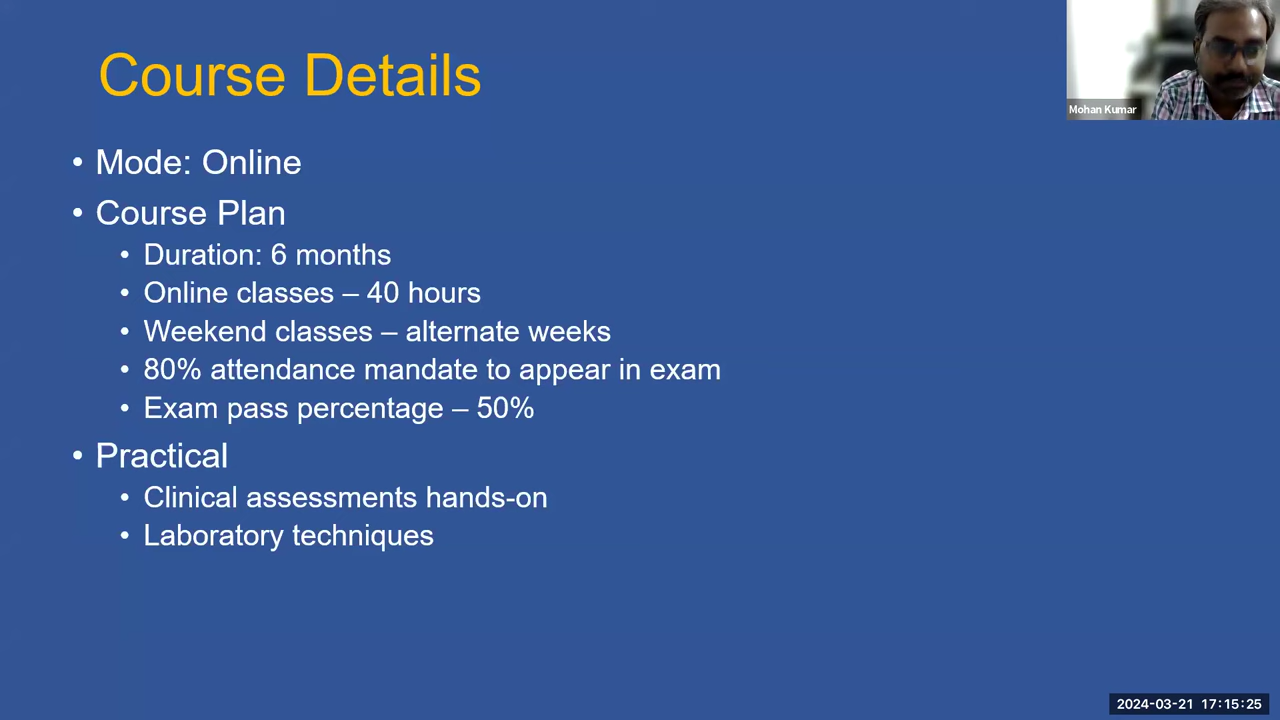 Course Details
Mohan Kumar
• Mode: Online
• Course Plan
• Duration: 6 months
• Online classes – 40 hours
• Weekend classes – alternate weeks
• 80% attendance mandate to appear in exam
• Exam pass percentage – 50%
• Practical
• Clinical assessments hands-on
• Laboratory techniques
2024-03-21 17:15:25